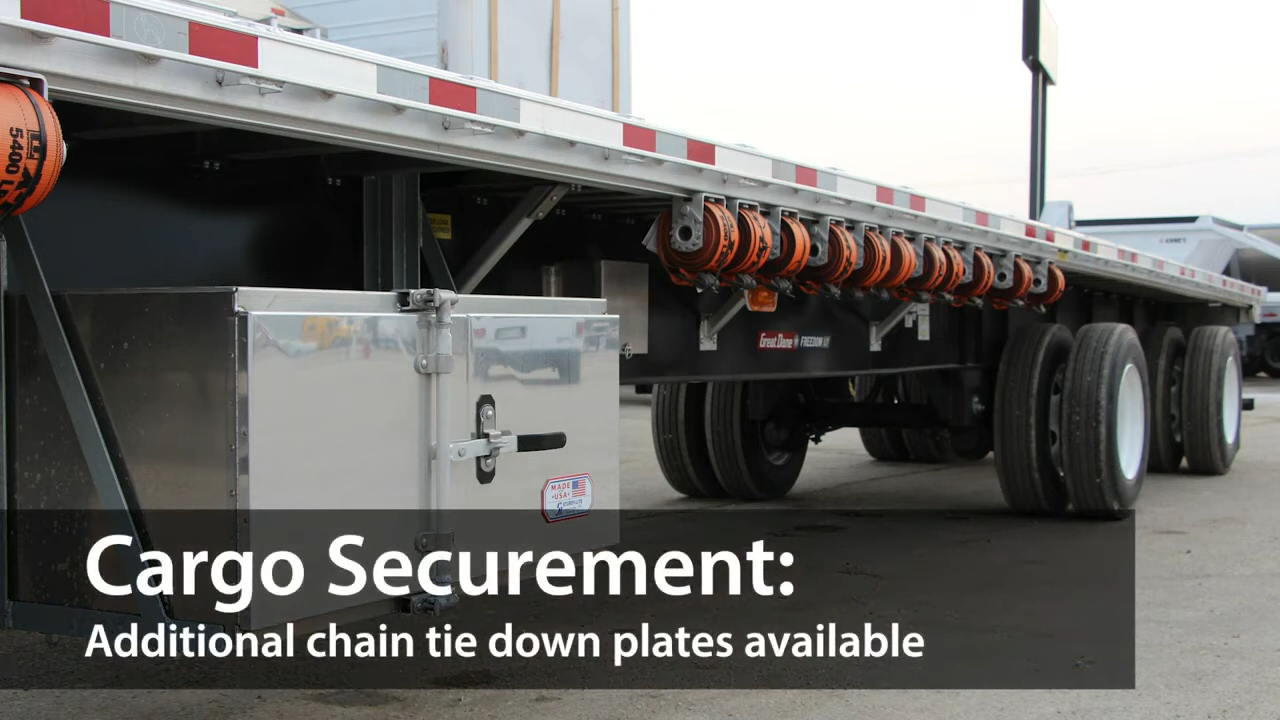 5400 L
Great Dane FREEDOM
MADE
USA
Cargo Securement:
Additional chain tie down plates available